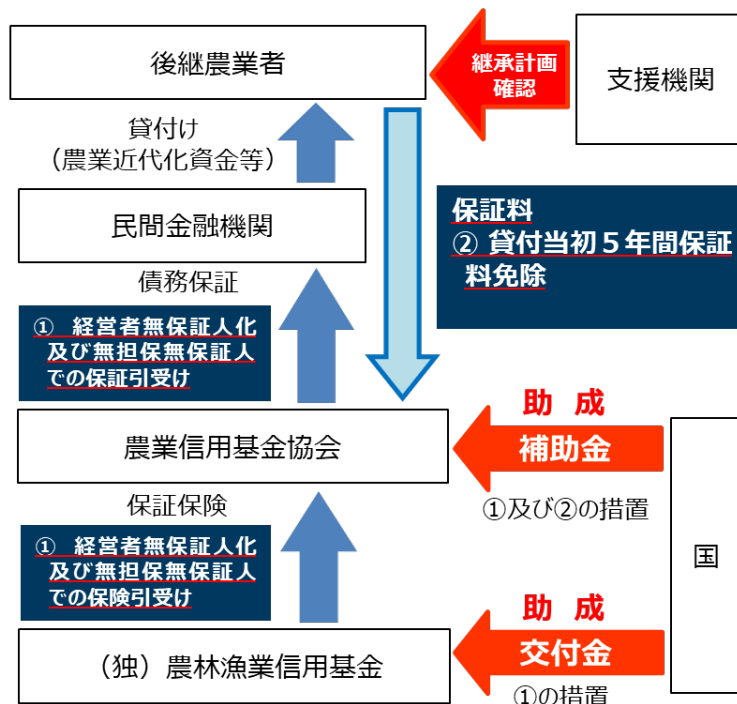 後継農業者
継承計画
確認
支援機関
貸付け
（農業近代化資金等）
民間金融機関
保証料
② 貸付当初５年間保証
料免除
債務保証
① 経営者無保証人化
及び無担保無保証人
での保証引受け
農業信用基金協会
助 成
補助金
①及び②の措置
国
保証保険
① 経営者無保証人化
及び無担保無保証人
での保険引受け
（独）農林漁業信用基金
助 成
交付金
①の措置